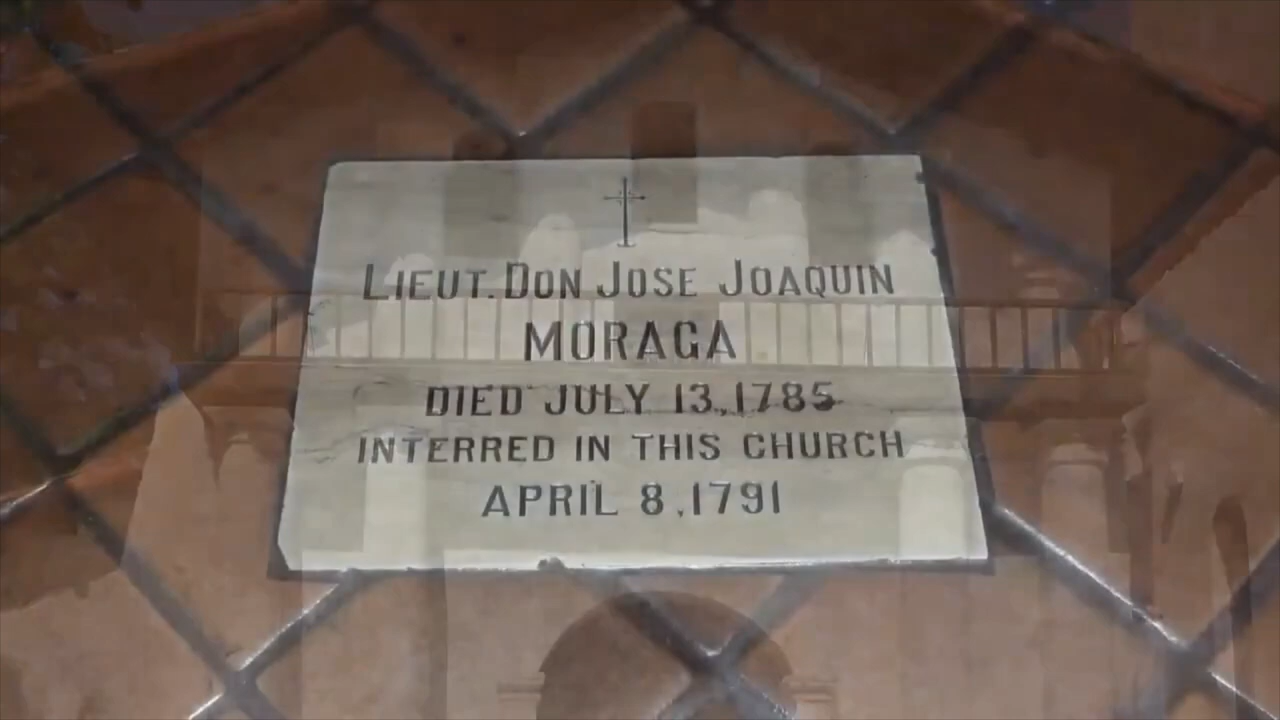 Lieut. Don Jose Joaquin
MORAGA
DIED JULY 13, 1785
INTERRED IN THIS CHURCH
APRIL 8, 1791